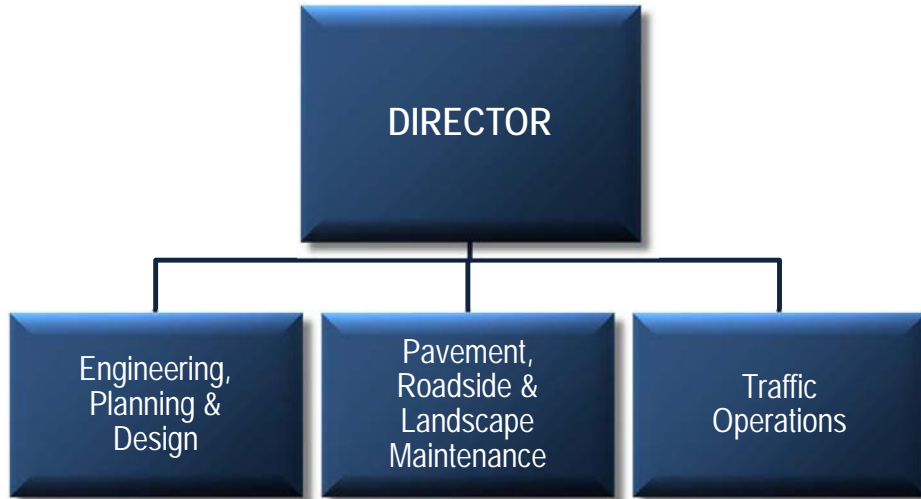 DIRECTOR
Engineering,
Planning &
Design
Pavement,
Roadside &
Landscape
Maintenance
Traffic
Operations